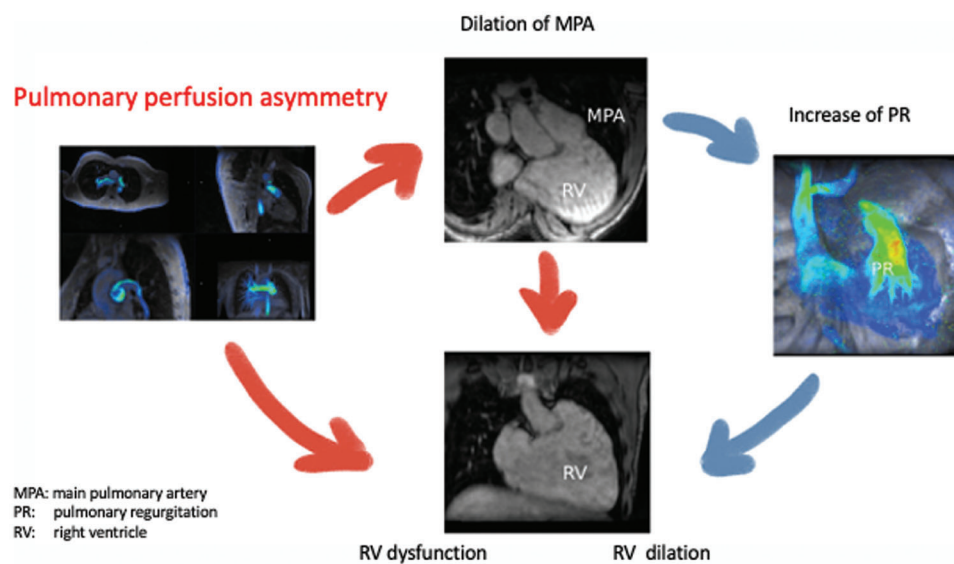 Dilation of MPA
Pulmonary perfusion asymmetry
MPA
RV
Increase of PR
PR
RV
MPA: main pulmonary artery
PR: pulmonary regurgitation
RV: right ventricle
RV dysfunction
RV dilation